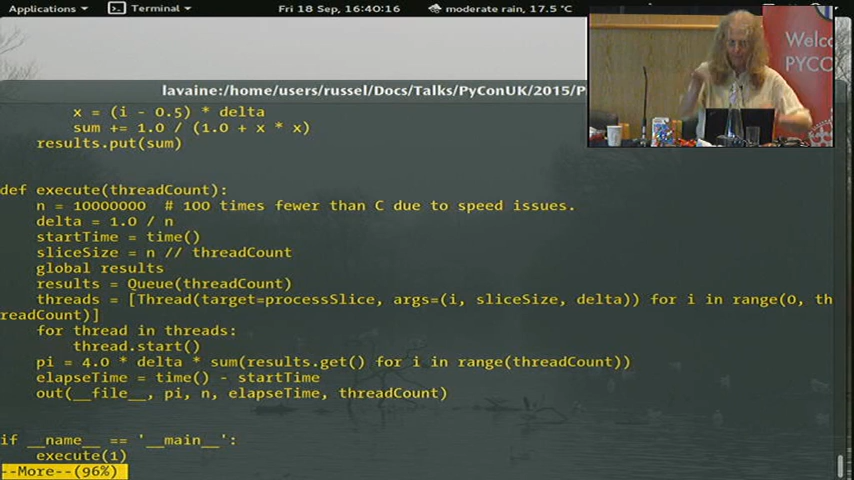 Applications
Terminal
Fri 18 Sep, 16:40:16
moderate rain, 17.5 °C
Welco
PYCO
lavaine:/home/users/russel/Docs/Talks/PyConUK/2015/P
x = (i - 0.5) * delta
sum += 1.0 / (1.0 + x * x)
results.put(sum)
def execute(threadCount):
n = 10000000  # 100 times fewer than C due to speed issues.
delta = 1.0 / n
startTime = time()
sliceSize = n // threadCount
global results
results = Queue(threadCount)
threads = [Thread(target=processSlice, args=(i, sliceSize, delta)) for i in range(0, th
readCount)]
for thread in threads:
thread.start()
pi = 4.0 * delta * sum(results.get() for i in range(threadCount))
elapseTime = time() - startTime
out(__file__, pi, n, elapseTime, threadCount)
if __name__ == '__main__':
execute(1)
--More--(96%)